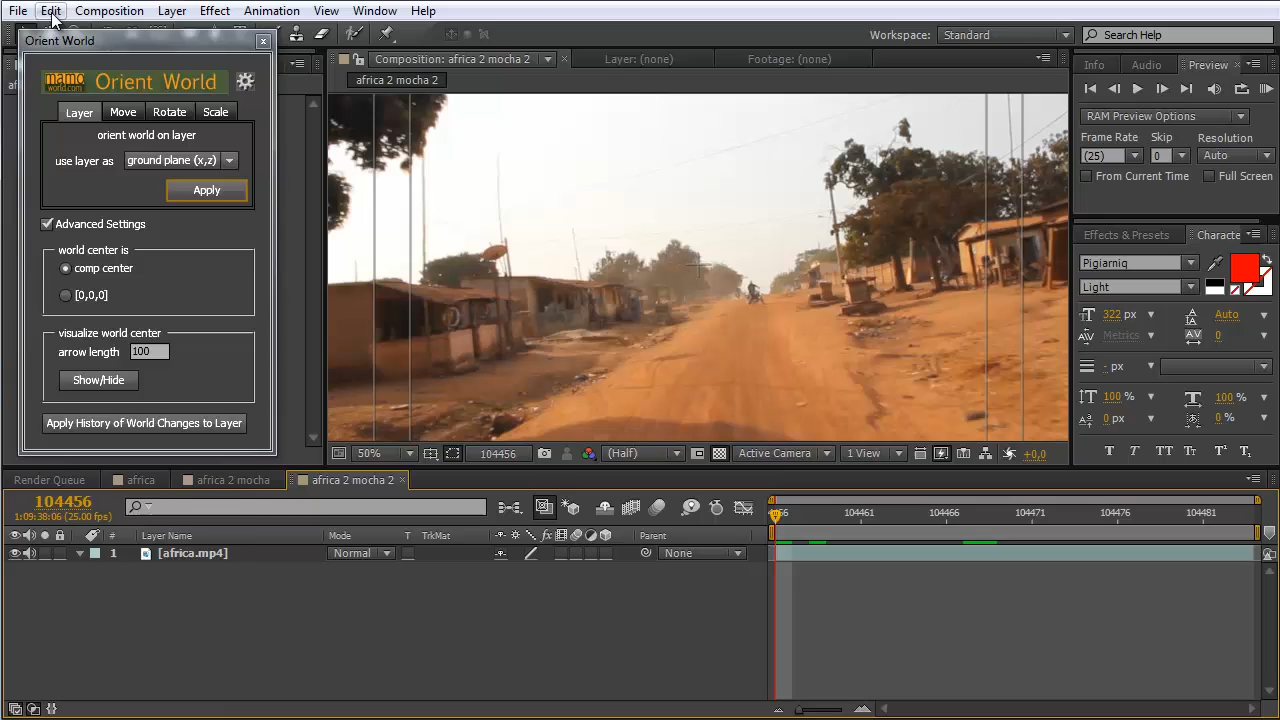 File Edit Composition Layer Effect Animation View Window Help
Orient World
mamo world.com Orient World
Layer Move Rotate Scale
orient world on layer
use layer as ground plane (x,z)
Apply
Advanced Settings
world center is
comp center
[0,0,0]
visualize world center
arrow length 100
Show/Hide
Apply History of World Changes to Layer
Workspace: Standard Search Help
Composition: africa 2 mocha 2 Layer: (none) Footage: (none)
africa 2 mocha 2
50% 104456 (Half) Active Camera 1 View +0,0
Info Audio Preview
RAM Preview Options
Frame Rate Skip Resolution
(25) 0 Auto
From Current Time Full Screen
Effects & Presets Characte
Pigiarniq
Light
322 px Auto
Metrics 0
- px
100 % 100 %
0 px 0 %
T T TT Tr T¹ T₁
Render Queue africa africa 2 mocha africa 2 mocha 2
104456
1:09:38:06 (25.00 fps)
104461 104466 104471 104476 104481
# Layer Name Mode T TrkMat Parent
1 [africa.mp4] Normal None